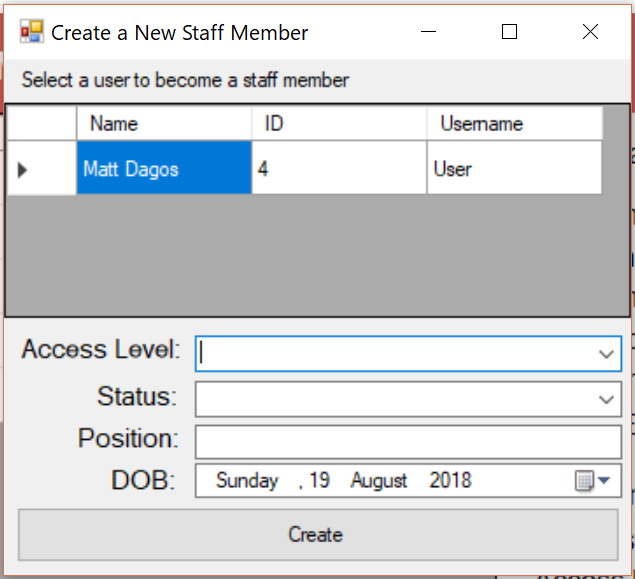 Create a New Staff Member
Select a user to become a staff member
Name ID Username
Matt Dagos 4 User
Access Level:
Status:
Position:
DOB: Sunday , 19 August 2018
Create